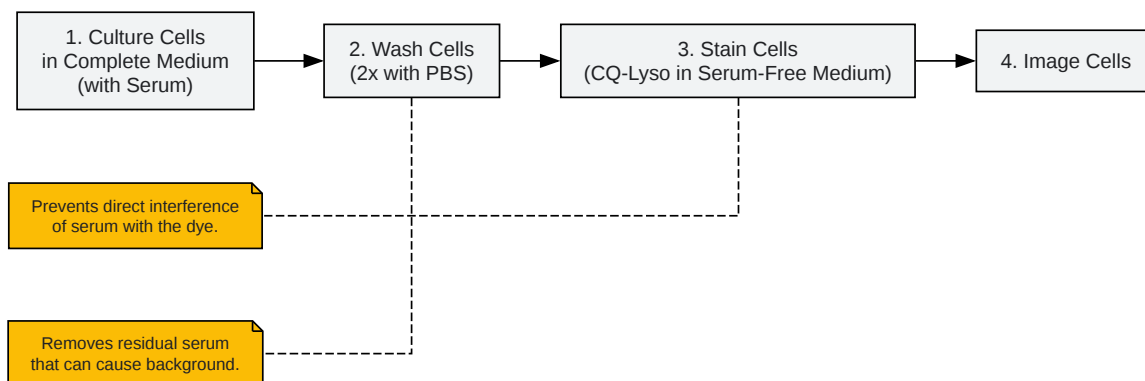 1. Culture Cells
in Complete Medium
(with Serum)
2. Wash Cells
(2x with PBS)
3. Stain Cells
(CQ-Lyso in Serum-Free Medium)
4. Image Cells
Prevents direct interference
of serum with the dye.
Removes residual serum
that can cause background.